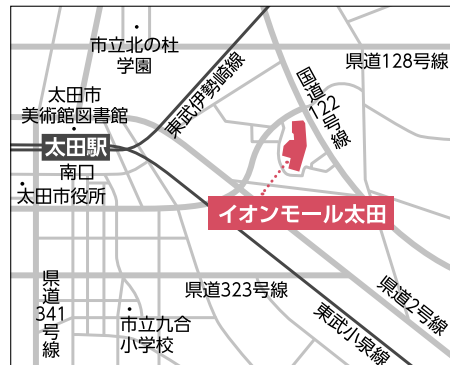 市立北の杜
学園
県道128号線
東武伊勢崎線
国道122号線
太田市
美術館図書館
太田駅
南口
太田市役所
イオンモール太田
県道341号線
県道323号線
県道2号線
市立九合
小学校
東武小泉線